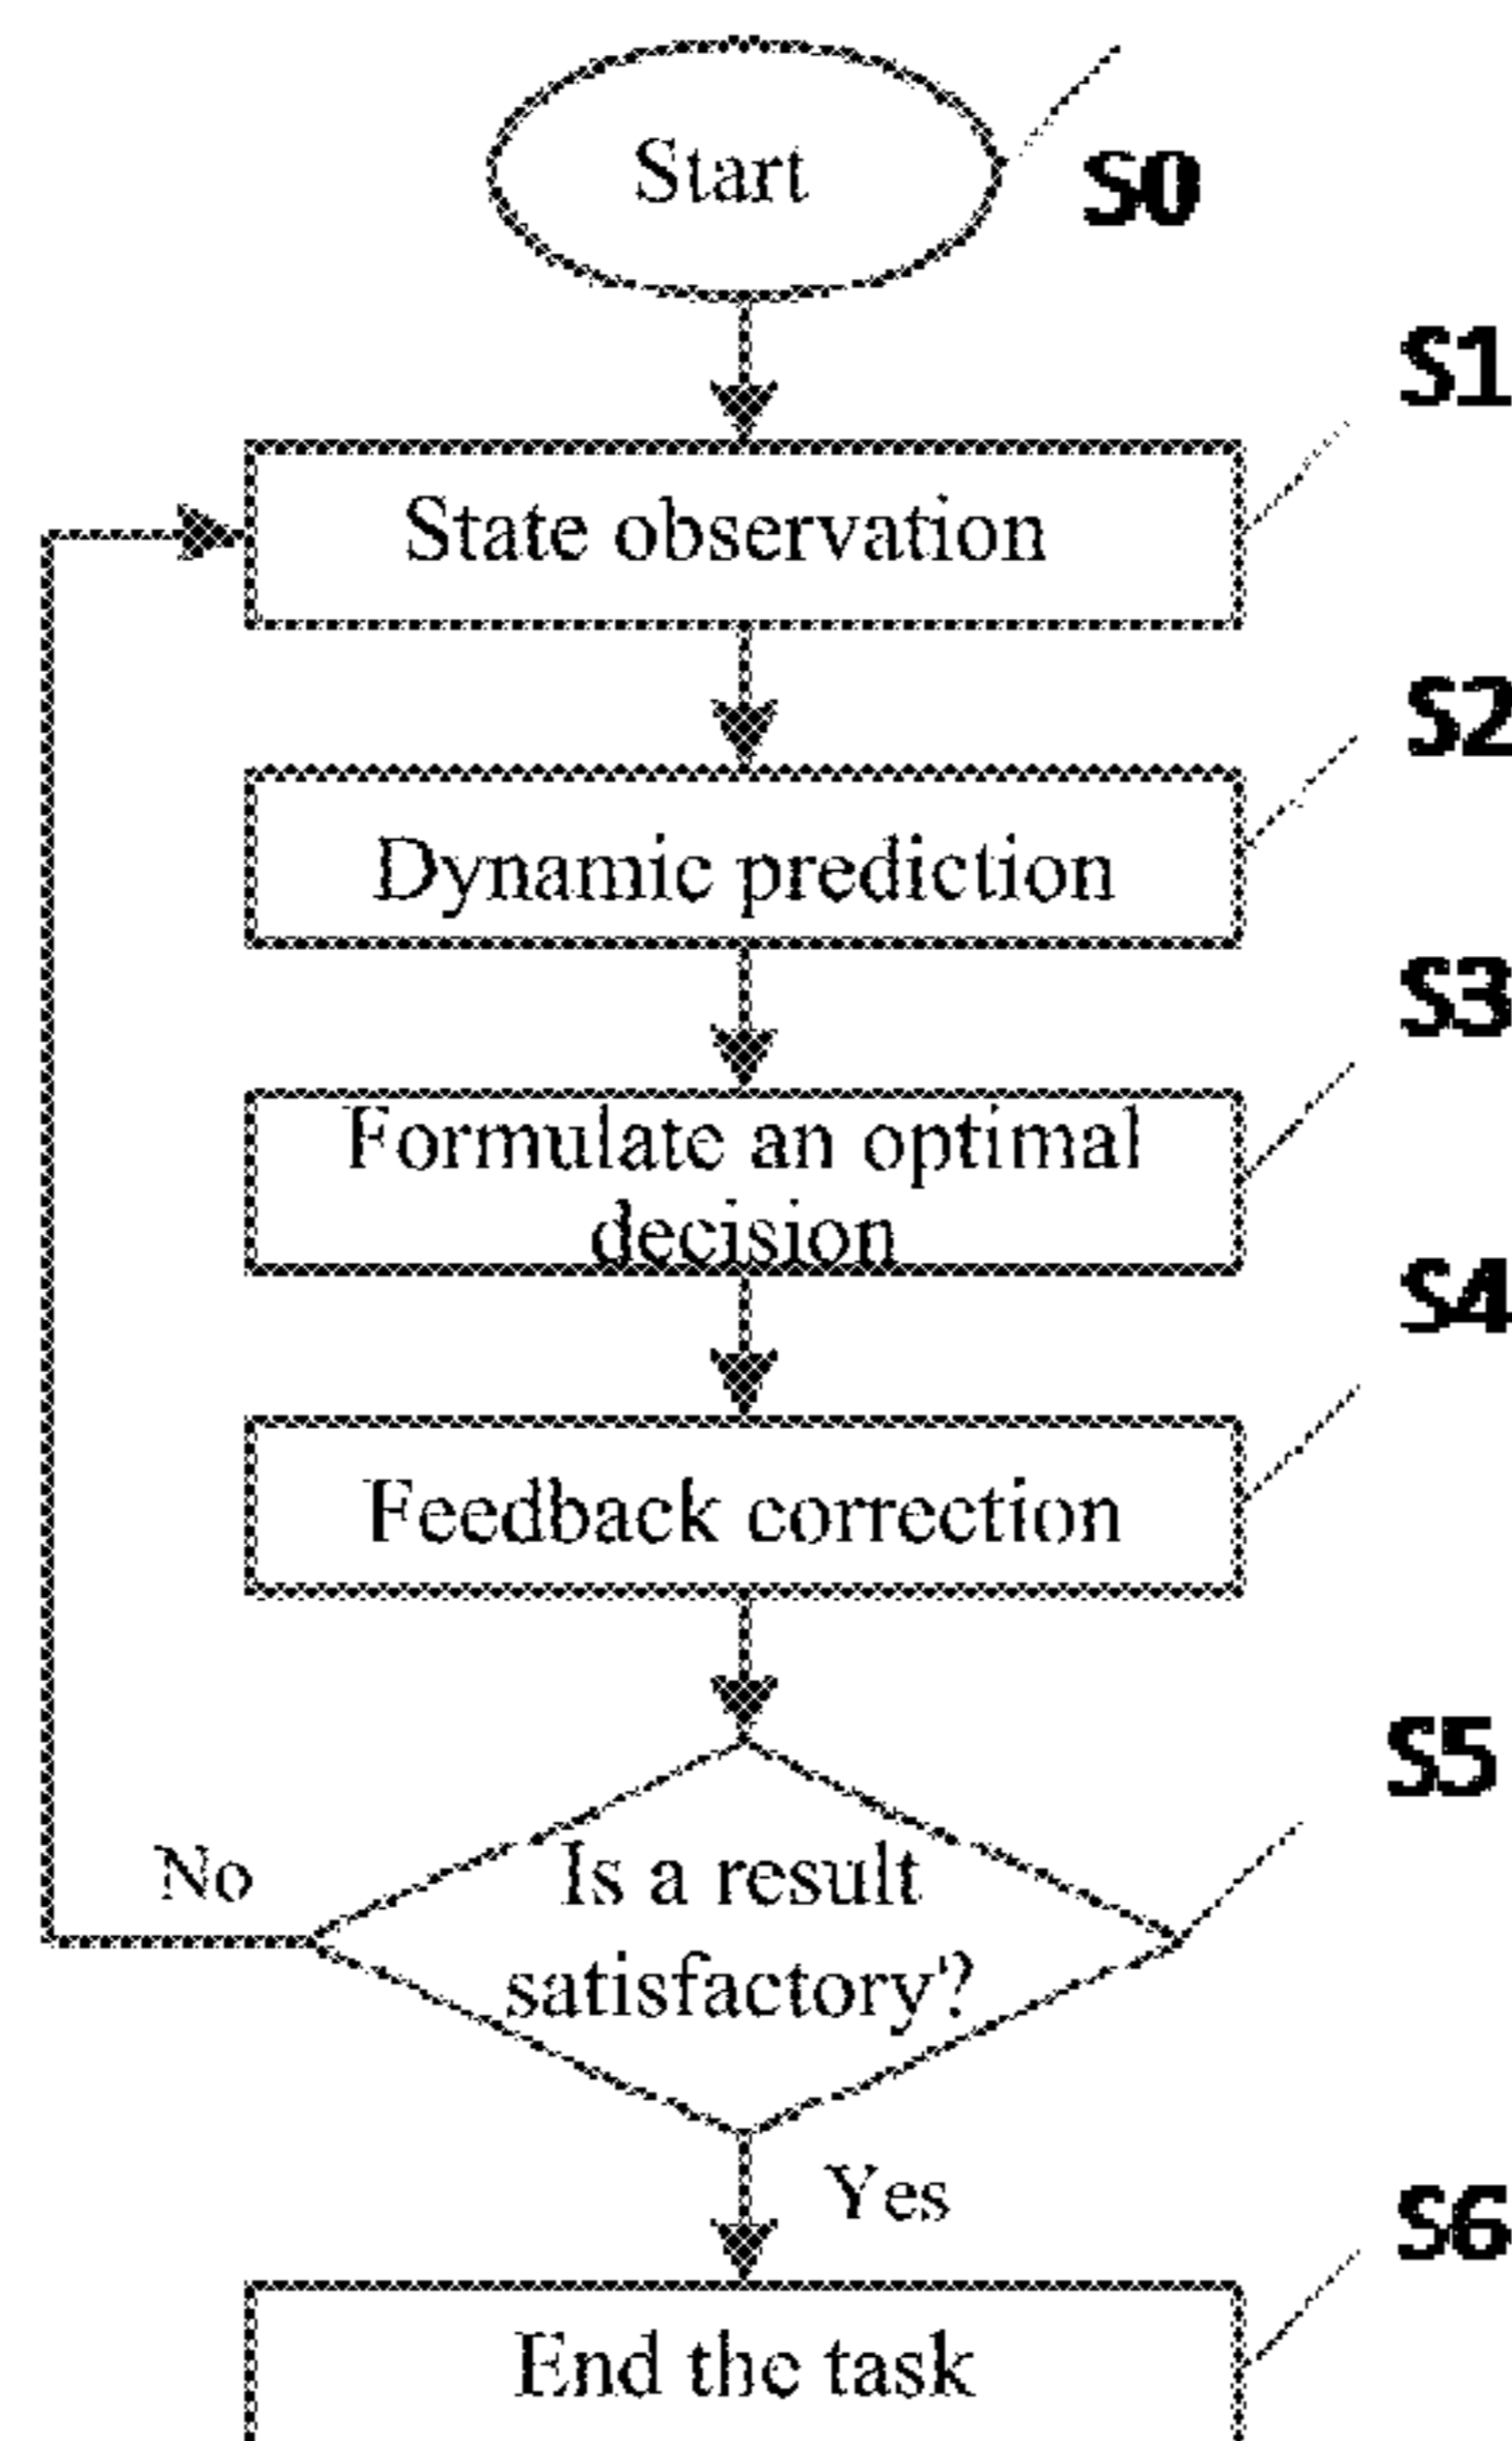 Start
S0
S1
State observation
S2
Dynamic prediction
S3
Formulate an optimal
decision
S4
Feedback correction
S5
Is a result
satisfactory?
No
Yes
S6
End the task